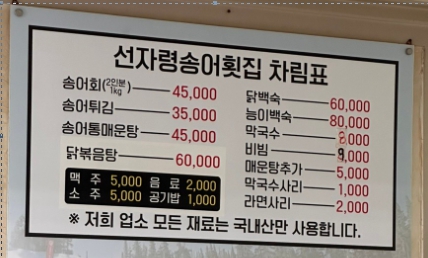 선자령송어횟집 차림표
송어회(2인분 1kg) 45,000
송어튀김 35,000
송어통매운탕 45,000
닭볶음탕 60,000
맥 주 5,000 음 료 2,000
소 주 5,000 공기밥 1,000
닭백숙 60,000
능이백숙 80,000
막국수 8,000
비빔 9,000
매운탕추가 5,000
막국수사리 1,000
라면사리 2,000
※ 저희 업소 모든 재료는 국내산만 사용합니다.